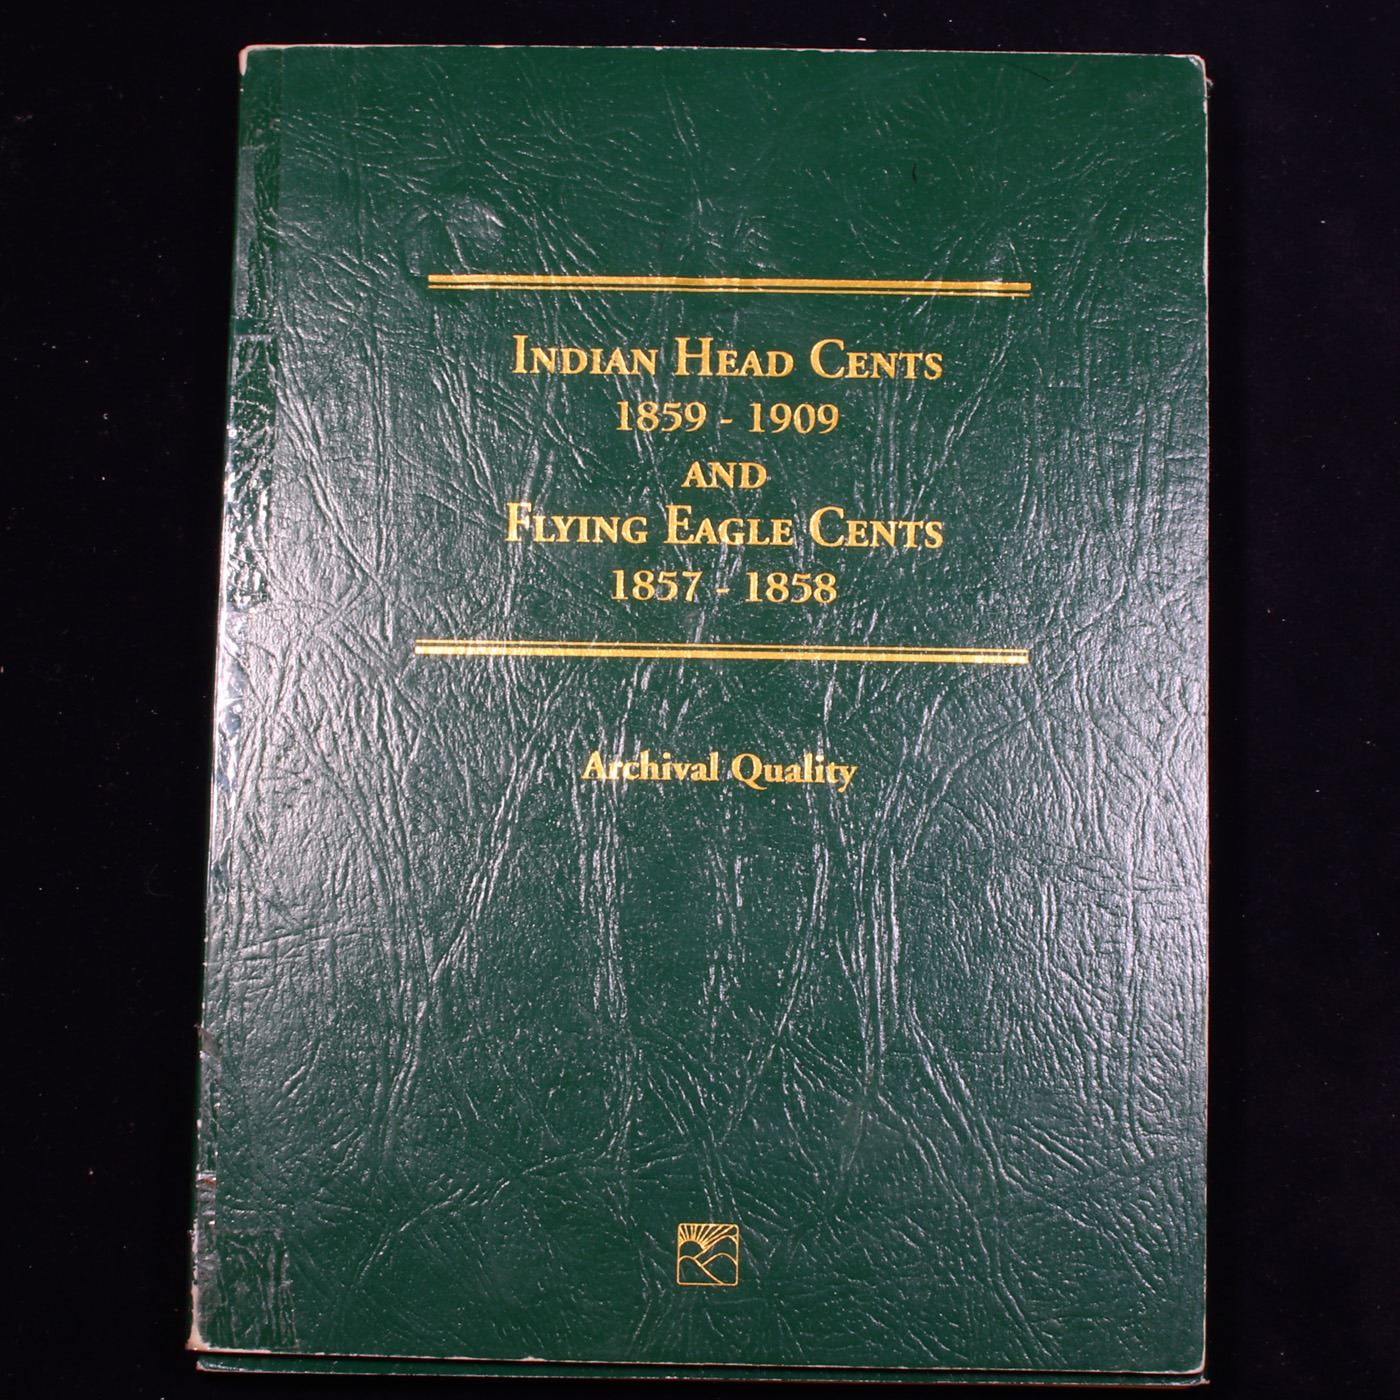 Indian Head Cents
1859 - 1909
and
Flying Eagle Cents
1857 - 1858
Archival Quality